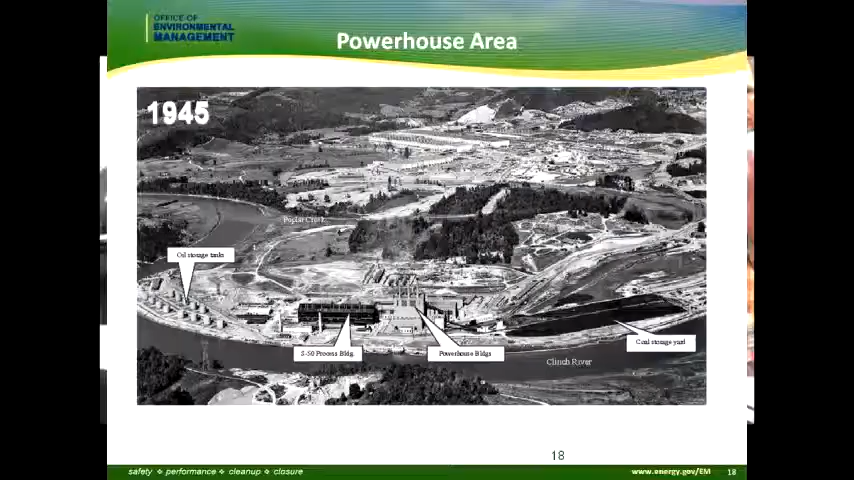 OFFICE OF
ENVIRONMENTAL
MANAGEMENT
Powerhouse Area
1945
Poplar Creek
Oil storage tanks
S-50 Process Bldg.
Powerhouse Bldgs
Coal storage yard
Clinch River
18
safety ❖ performance ❖ cleanup ❖ closure
www.energy.gov/EM 18